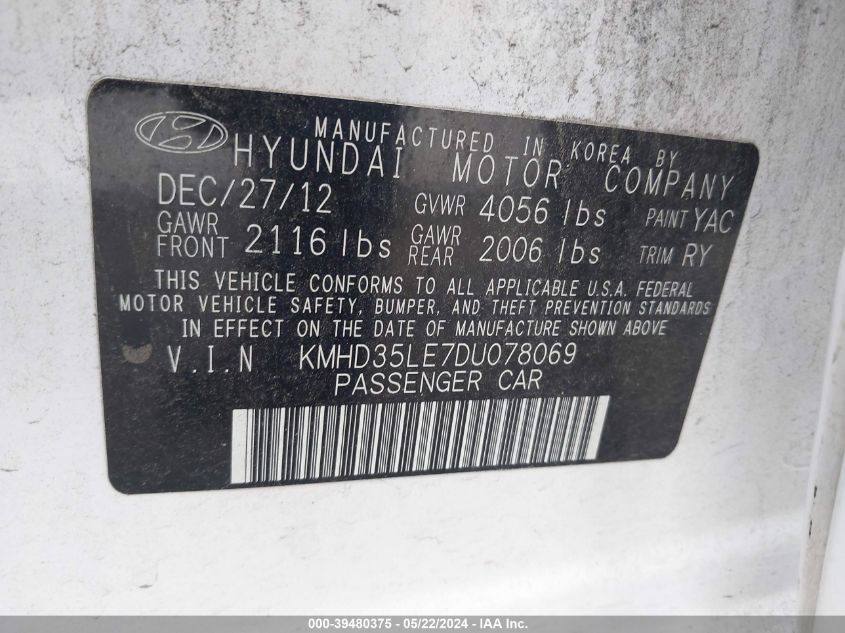 MANUFACTURED IN KOREA BY
HYUNDAI MOTOR COMPANY
DEC/27/12 GVWR 4056 lbs PAINT YAC
GAWR FRONT 2116 lbs GAWR REAR 2006 lbs TRIM RY
THIS VEHICLE CONFORMS TO ALL APPLICABLE U.S.A. FEDERAL
MOTOR VEHICLE SAFETY, BUMPER, AND THEFT PREVENTION STANDARDS
IN EFFECT ON THE DATE OF MANUFACTURE SHOWN ABOVE
V.I.N KMHD35LE7DU078069
PASSENGER CAR
000-39480375 - 05/22/2024 - IAA Inc.